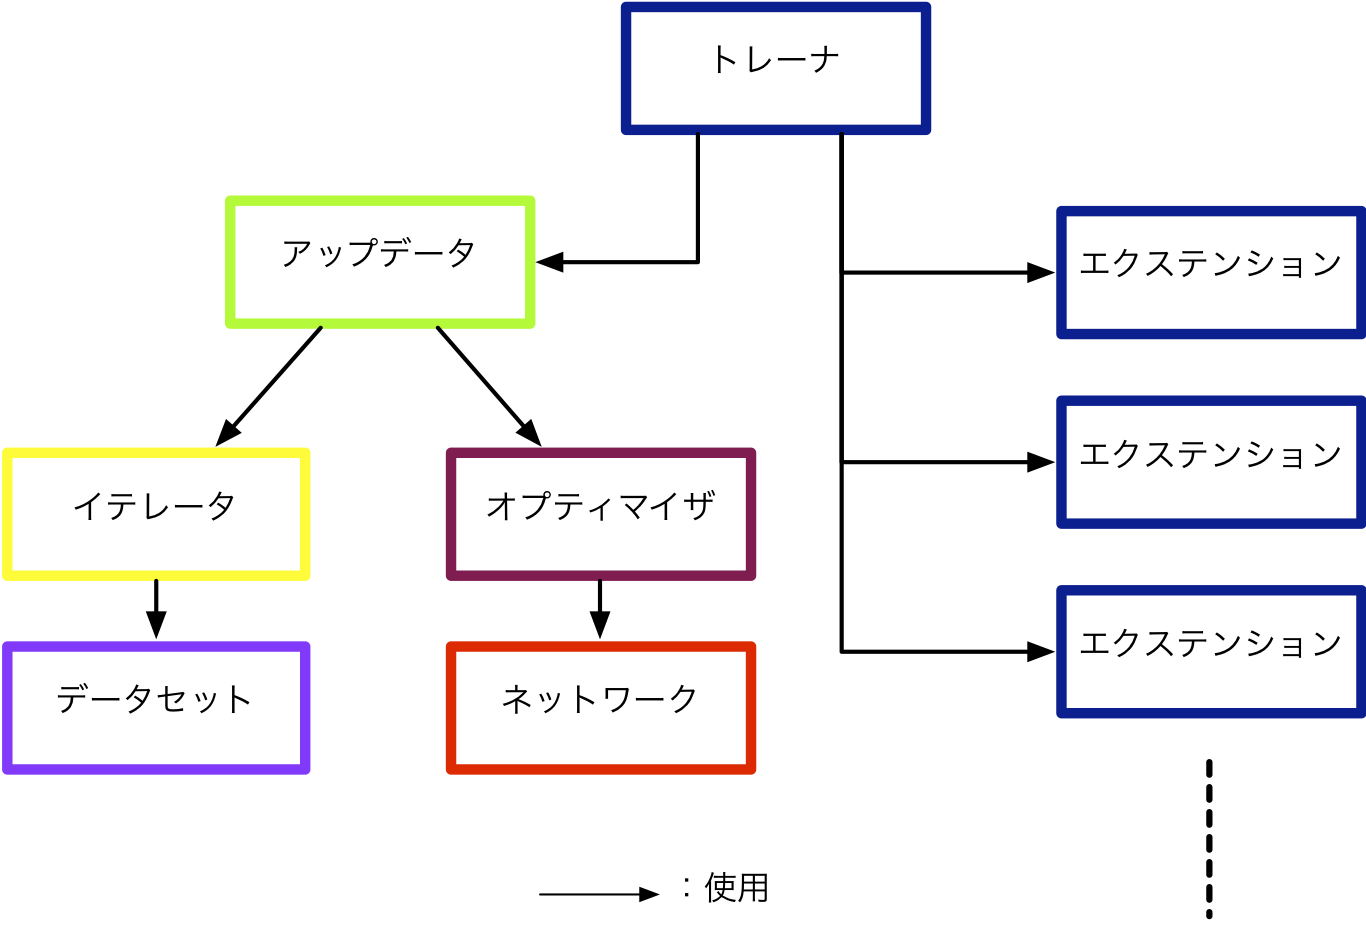 トレーナ
アップデータ
エクステンション
エクステンション
イテレータ
オプティマイザ
エクステンション
データセット
ネットワーク
：使用